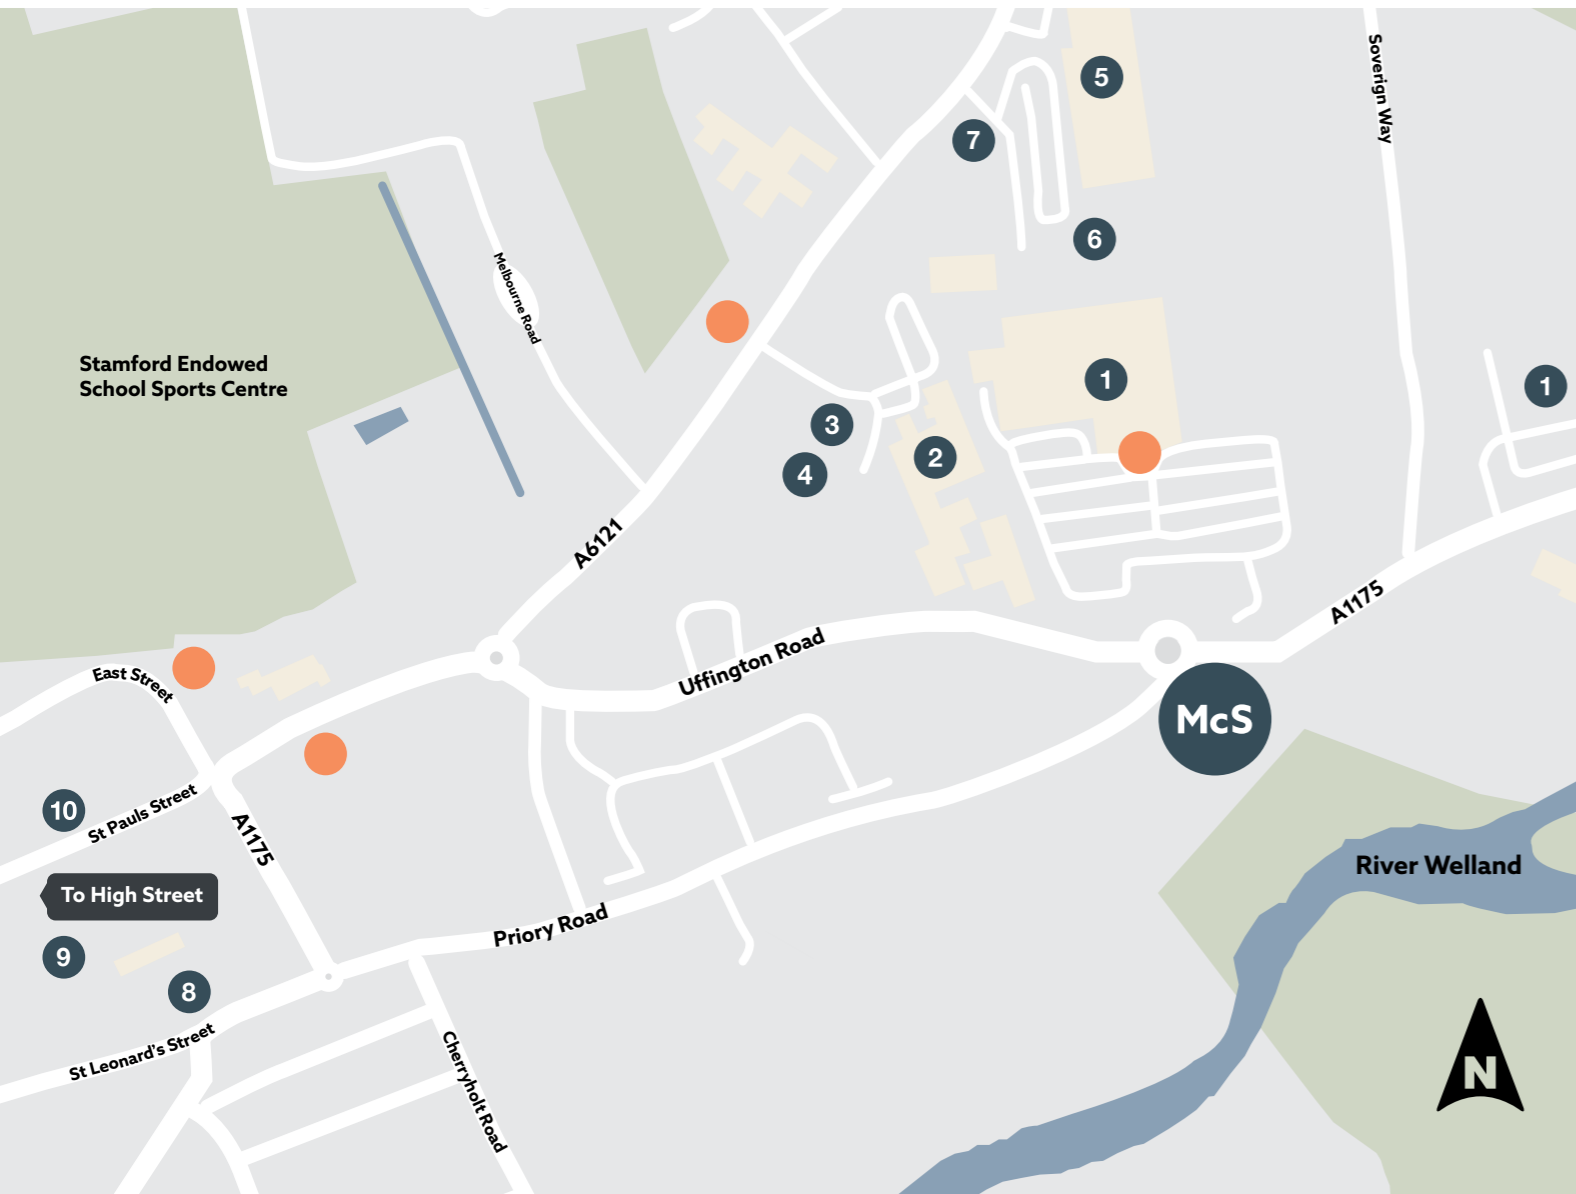 5
Soverign Way
7
6
Melbourne Road
Stamford Endowed
School Sports Centre
1
1
3
2
4
A6121
A1175
Uffington Road
East Street
McS
10
St Pauls Street
A1175
River Welland
To High Street
Priory Road
9
8
St Leonard's Street
Cherryholt Road
N